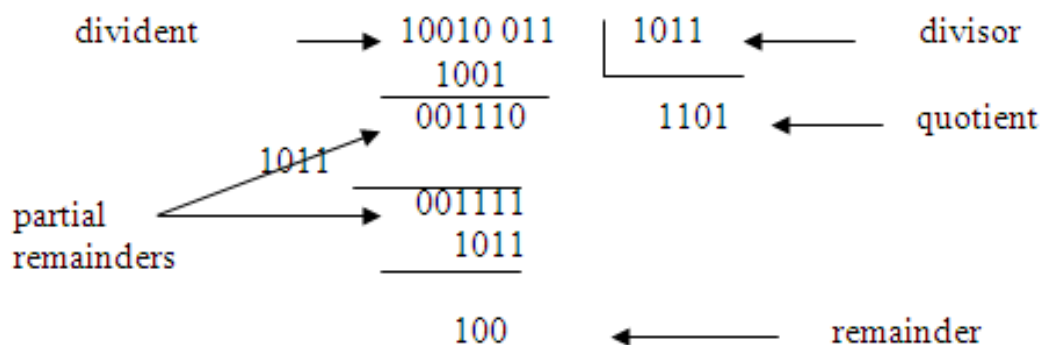 divident 10010 011 1011 divisor
1001
001110 1101 quotient
1011
001111
partial
1011
remainders
100 remainder